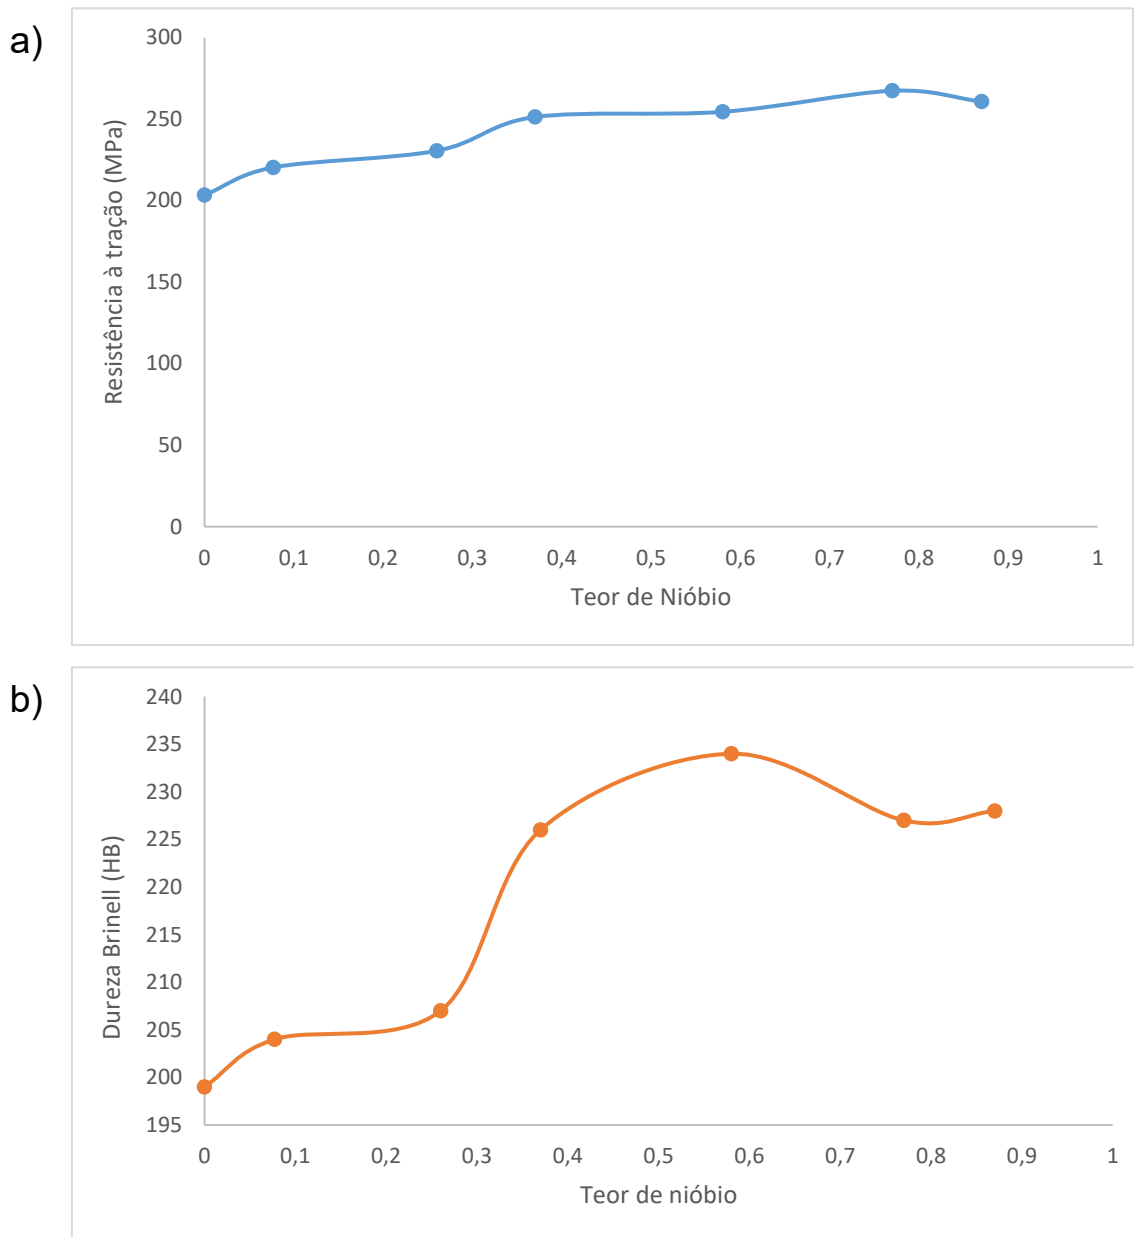 a)
300
250
200
150
100
50
0
Resistência à tração (MPa)
0 0,1 0,2 0,3 0,4 0,5 0,6 0,7 0,8 0,9 1
Teor de Nióbio
b)
240
235
230
225
220
215
210
205
200
195
Dureza Brinell (HB)
0 0,1 0,2 0,3 0,4 0,5 0,6 0,7 0,8 0,9 1
Teor de nióbio